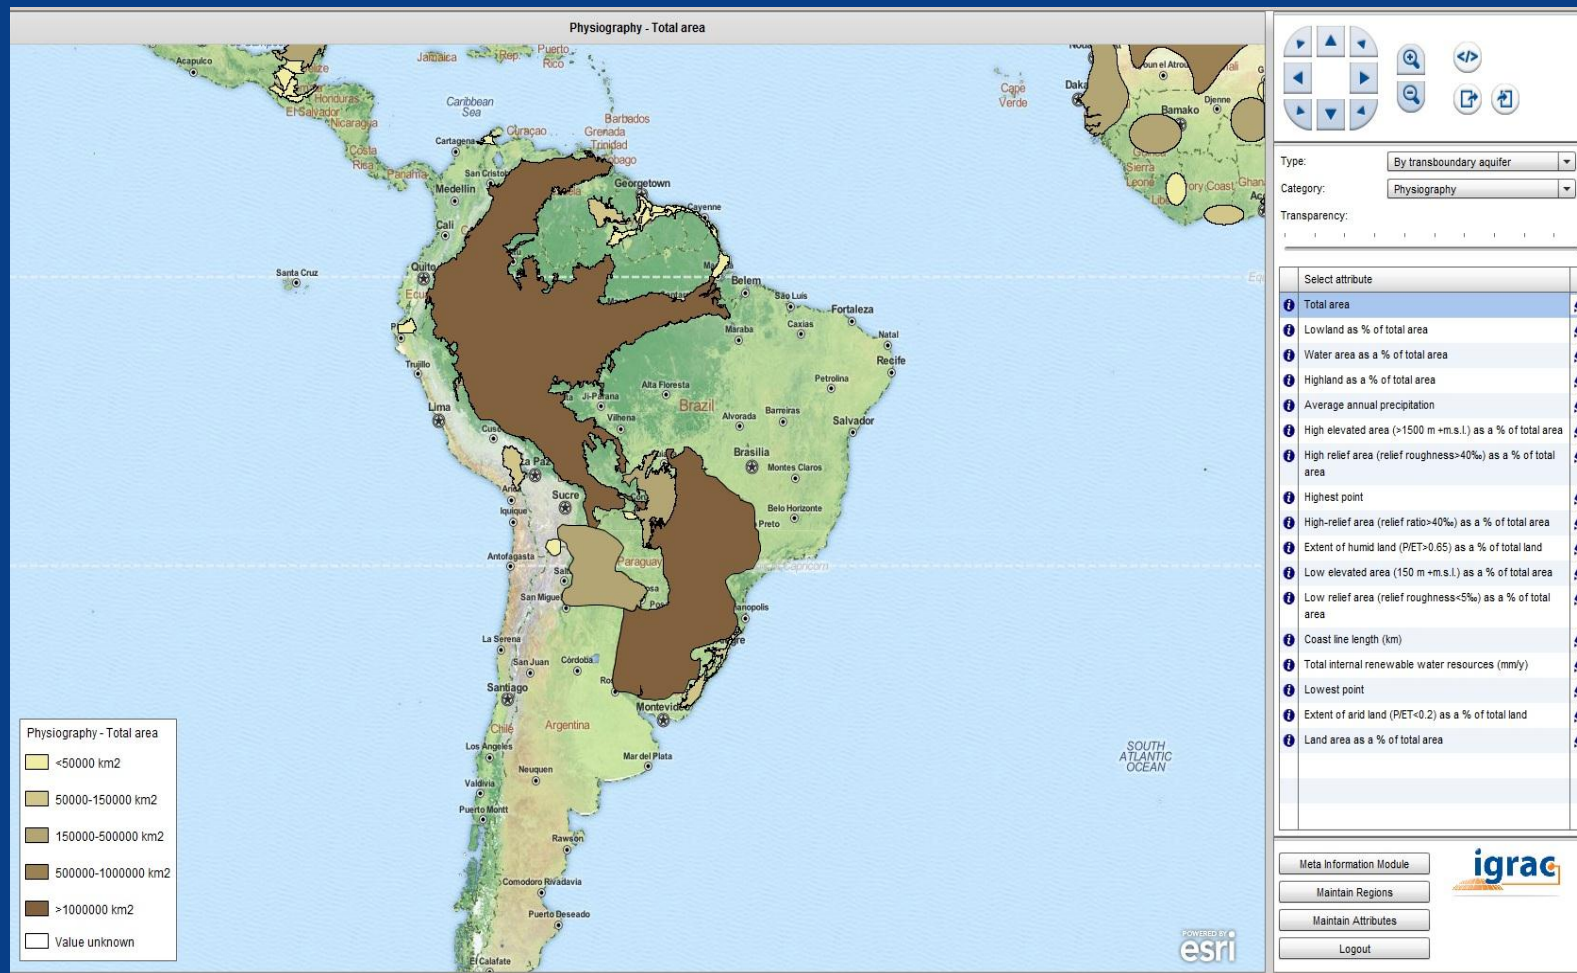 Physiography - Total area
Acapulco
Belize
Honduras
El Salvador
Nicaragua
Costa
Rica
Panama
Jamaica
Rep.
Puerto
Rico
Caribbean
Sea
Curaçao
Barbados
Grenada
Trinidad
Cape
Verde
Bamako
Djenne
Sierra
Leone
Ivory Coast
Ghana
Cartagena
San Cristo
Medellin
Georgetown
Cayenne
Cali
Quito
Santa Cruz
Belem
São Luis
Fortaleza
Maraba
Caxias
Natal
Recife
Trujillo
Alta Floresta
Petrolina
Ji-Parana
Brazil
Lima
Vilhena
Alvorada
Barreiras
Salvador
Brasilia
Montes Claros
La Paz
Sucre
Iquique
Belo Horizonte
Preto
Antofagasta
Paraguay
Capricorn
San Miguel
La Serena
San Juan
Córdoba
Santiago
Montevideo
Chile
Argentina
Los Angeles
Mar del Plata
Neuquen
Valdivia
Puerto Montt
Rawson
Comodoro Rivadavia
Puerto Deseado
El Calafate
SOUTH
ATLANTIC
OCEAN
Physiography - Total area
<50000 km2
50000-150000 km2
150000-500000 km2
500000-1000000 km2
>1000000 km2
Value unknown
POWERED BY
esri
</>
Type:
By transboundary aquifer
Category:
Physiography
Transparency:
Select attribute
Total area
Lowland as % of total area
Water area as a % of total area
Highland as a % of total area
Average annual precipitation
High elevated area (>1500 m +m.s.l.) as a % of total area
High relief area (relief roughness>40‰) as a % of total
area
Highest point
High-relief area (relief ratio>40‰) as a % of total area
Extent of humid land (P/ET>0.65) as a % of total land
Low elevated area (150 m +m.s.l.) as a % of total area
Low relief area (relief roughness<5‰) as a % of total
area
Coast line length (km)
Total internal renewable water resources (mm/y)
Lowest point
Extent of arid land (P/ET<0.2) as a % of total land
Land area as a % of total area
Meta Information Module
Maintain Regions
Maintain Attributes
Logout
igrac